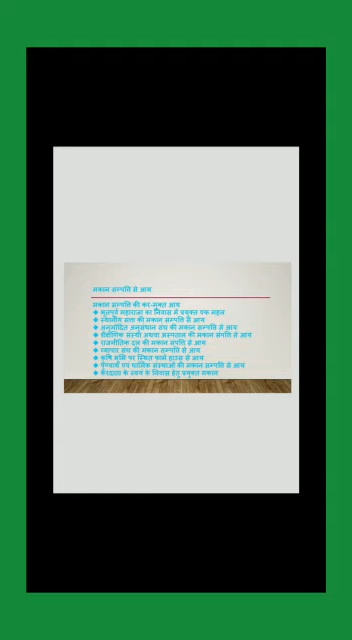 मकान सम्पत्ति से आय
मकान सम्पत्ति की कर-मुक्त आय
❖ भूतपूर्व महाराजा का निवास में प्रयुक्त एक महल
❖ स्थानीय सत्ता की मकान सम्पत्ति से आय
❖ अनुमोदित अनुसंधान संघ की मकान सम्पत्ति से आय
❖ शैक्षणिक संस्था अथवा अस्पताल की मकान संपत्ति से आय
❖ राजनीतिक दल की मकान संपत्ति से आय
❖ व्यापार संघ की मकान सम्पत्ति से आय
❖ कृषि भूमि पर स्थित फार्म हाउस से आय
❖ पुण्यार्थ एवं धार्मिक संस्थाओं की मकान सम्पत्ति से आय
❖ करदाता के स्वयं के निवास हेतु प्रयुक्त मकान